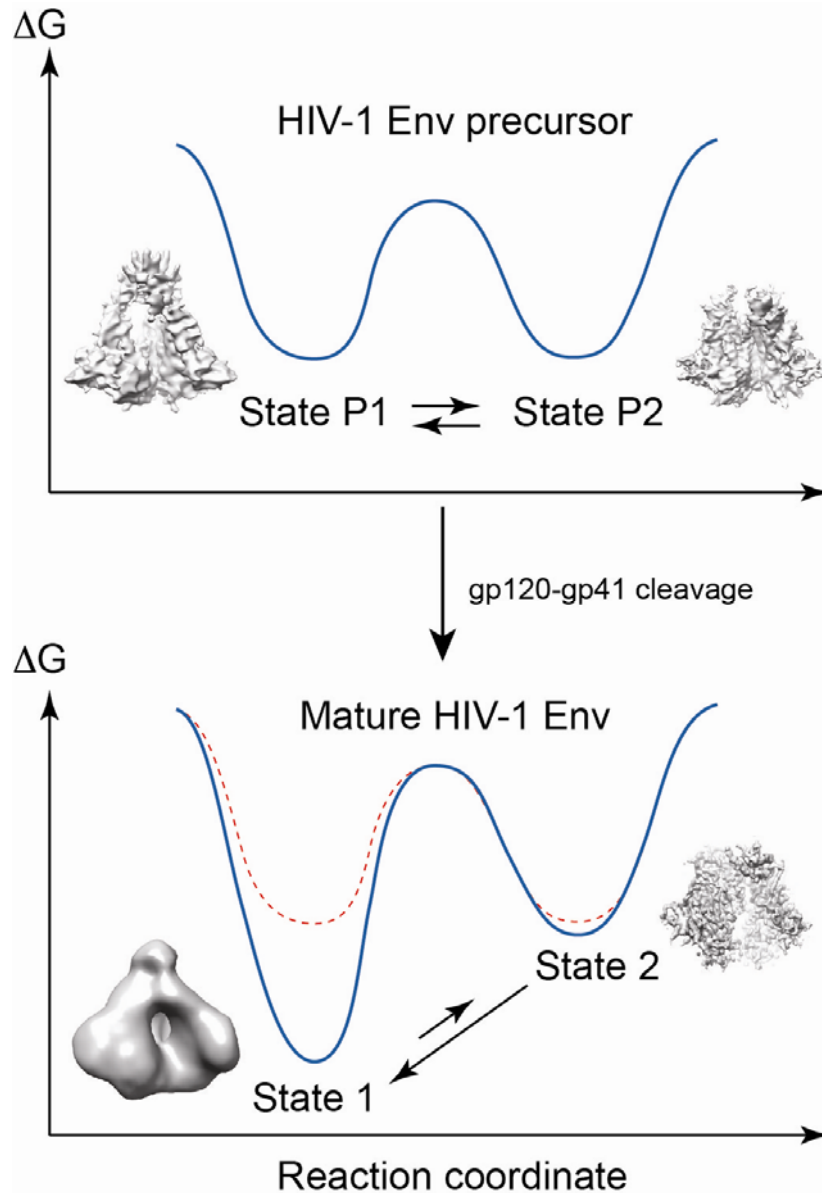 ΔG
HIV-1 Env precursor
State P1
State P2
gp120-gp41 cleavage
ΔG
Mature HIV-1 Env
State 2
State 1
Reaction coordinate